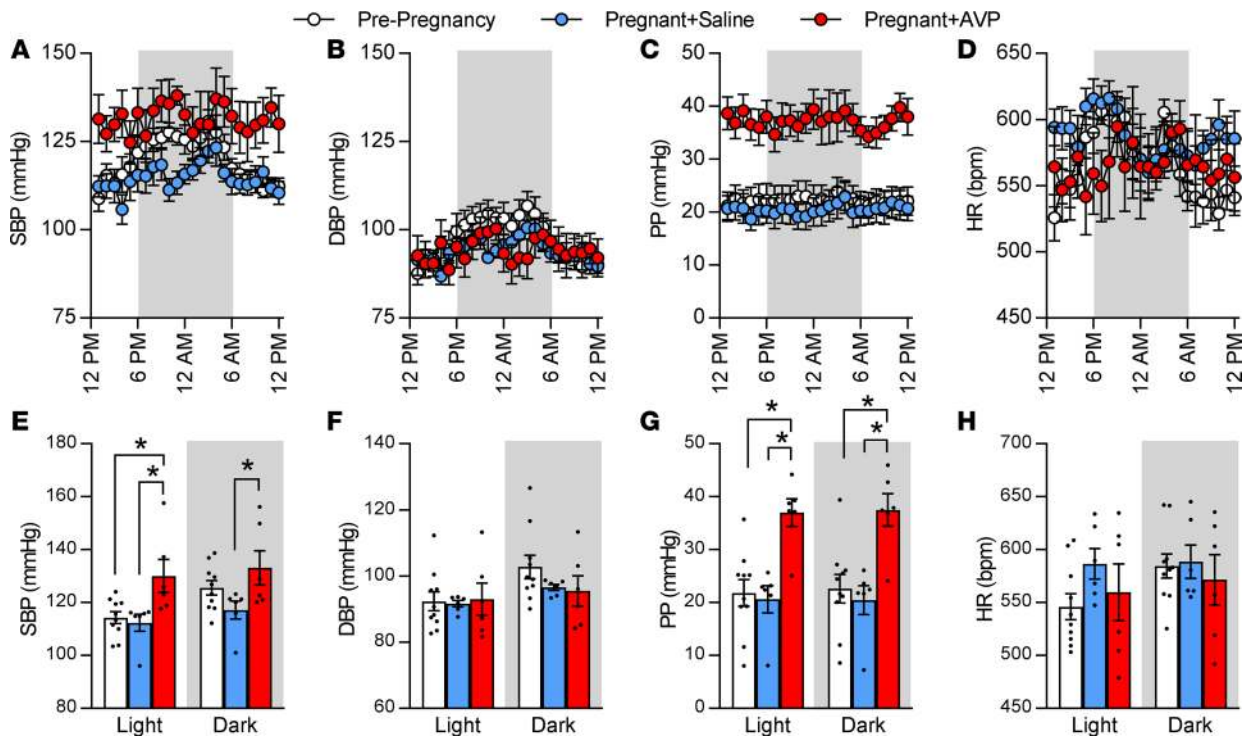 Pre-Pregnancy Pregnant+Saline Pregnant+AVP
A B C D
SBP (mmHg)
150
125
100
75
12 PM
6 PM
12 AM
6 AM
12 PM
DBP (mmHg)
150
125
100
75
12 PM
6 PM
12 AM
6 AM
12 PM
PP (mmHg)
50
40
30
20
10
0
12 PM
6 PM
12 AM
6 AM
12 PM
HR (bpm)
650
600
550
500
450
12 PM
6 PM
12 AM
6 AM
12 PM
E F G H
SBP (mmHg)
180
160
140
120
100
80
* * *
Light Dark
DBP (mmHg)
140
120
100
80
60
Light Dark
PP (mmHg)
50
40
30
20
10
0
* * * *
Light Dark
HR (bpm)
700
650
600
550
500
450
Light Dark